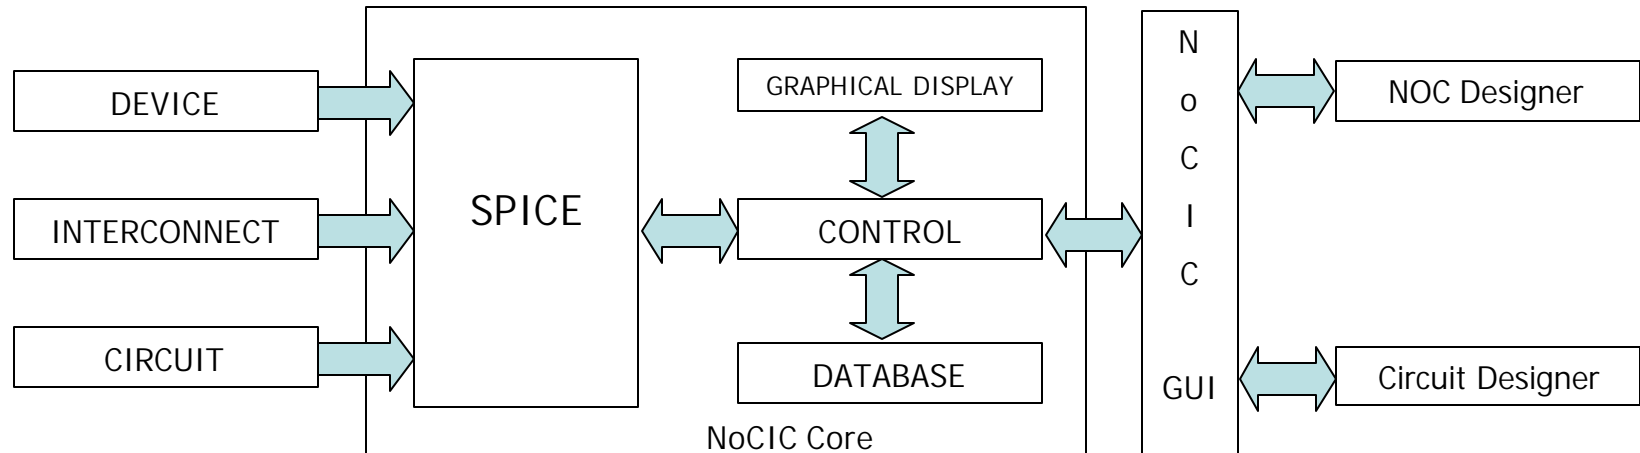 DEVICE
INTERCONNECT
CIRCUIT
SPICE
GRAPHICAL DISPLAY
CONTROL
DATABASE
NoCIC Core
N
o
C
I
C
GUI
NOC Designer
Circuit Designer